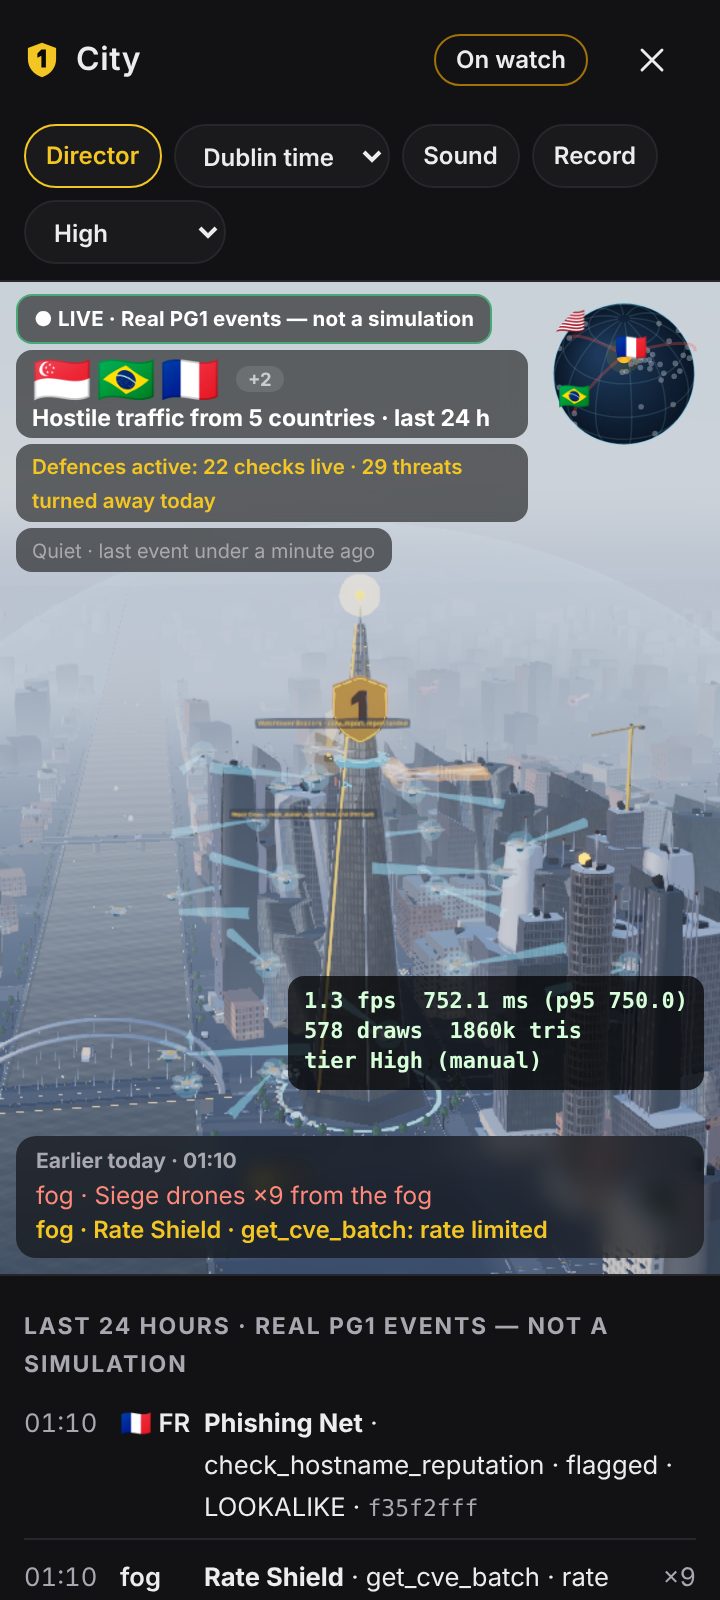 1 City
On watch
Director
Dublin time
Sound
Record
High
LIVE · Real PG1 events — not a simulation
+2
Hostile traffic from 5 countries · last 24 h
Defences active: 22 checks live · 29 threats
turned away today
Quiet · last event under a minute ago
1
1.3 fps 752.1 ms (p95 750.0)
578 draws 1860k tris
tier High (manual)
Earlier today · 01:10
fog · Siege drones ×9 from the fog
fog · Rate Shield · get_cve_batch: rate limited
LAST 24 HOURS · REAL PG1 EVENTS — NOT A
SIMULATION
01:10 🇫🇷 FR Phishing Net ·
check_hostname_reputation · flagged ·
LOOKALIKE · f35f2fff
01:10 fog Rate Shield · get_cve_batch · rate ×9